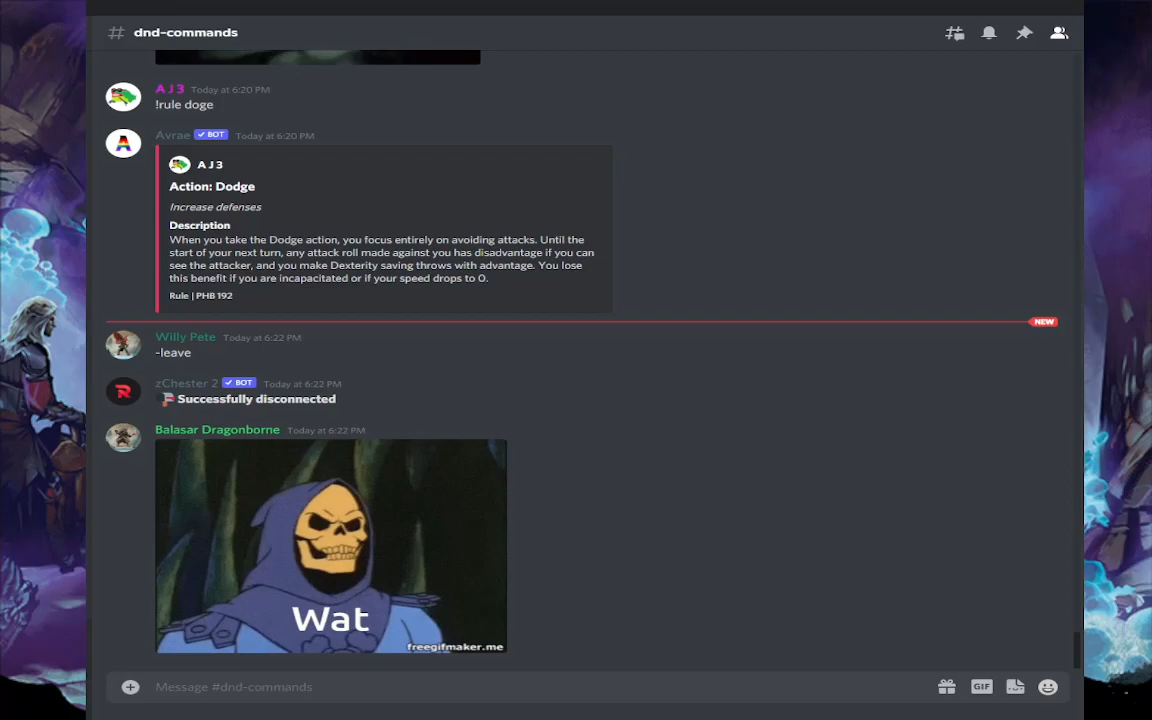 dnd-commands
A J 3 Today at 6:20 PM
!rule doge
Avrae BOT Today at 6:20 PM
A J 3
Action: Dodge
Increase defenses
Description
When you take the Dodge action, you focus entirely on avoiding attacks. Until the
start of your next turn, any attack roll made against you has disadvantage if you can
see the attacker, and you make Dexterity saving throws with advantage. You lose
this benefit if you are incapacitated or if your speed drops to 0.
Rule | PHB 192
NEW
Willy Pete Today at 6:22 PM
-leave
zChester 2 BOT Today at 6:22 PM
Successfully disconnected
Balasar Dragonborne Today at 6:22 PM
Wat
freegifmaker.me
Message #dnd-commands
GIF